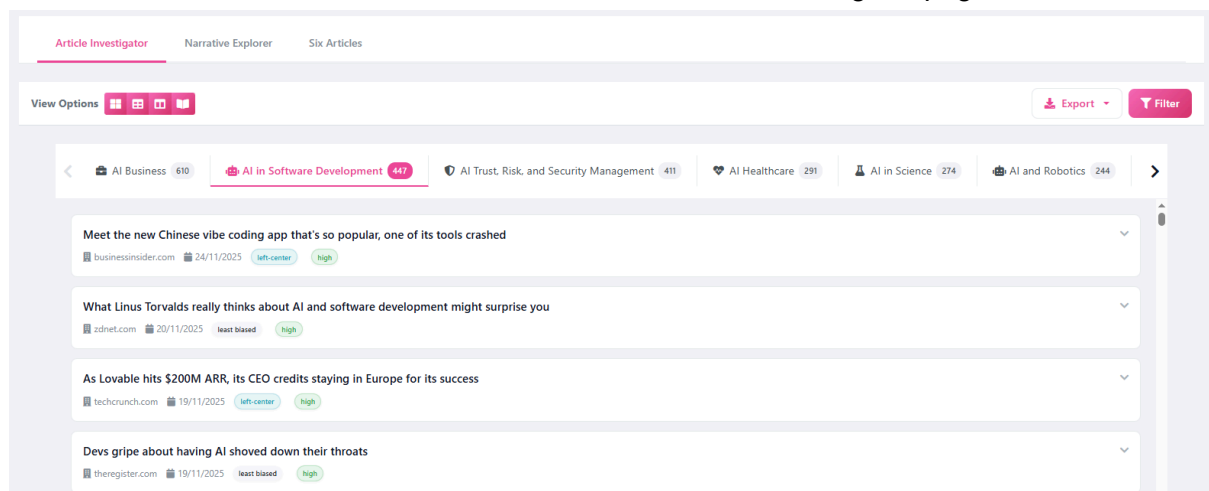 Article Investigator Narrative Explorer Six Articles
View Options Export Filter
AI Business 610 AI in Software Development 447 AI Trust, Risk, and Security Management 411 AI Healthcare 291 AI in Science 274 AI and Robotics 244
Meet the new Chinese vibe coding app that's so popular, one of its tools crashed
businessinsider.com 24/11/2025 left-center high
What Linus Torvalds really thinks about AI and software development might surprise you
zdnet.com 20/11/2025 least biased high
As Lovable hits $200M ARR, its CEO credits staying in Europe for its success
techcrunch.com 19/11/2025 left-center high
Devs gripe about having AI shoved down their throats
theregister.com 19/11/2025 least biased high